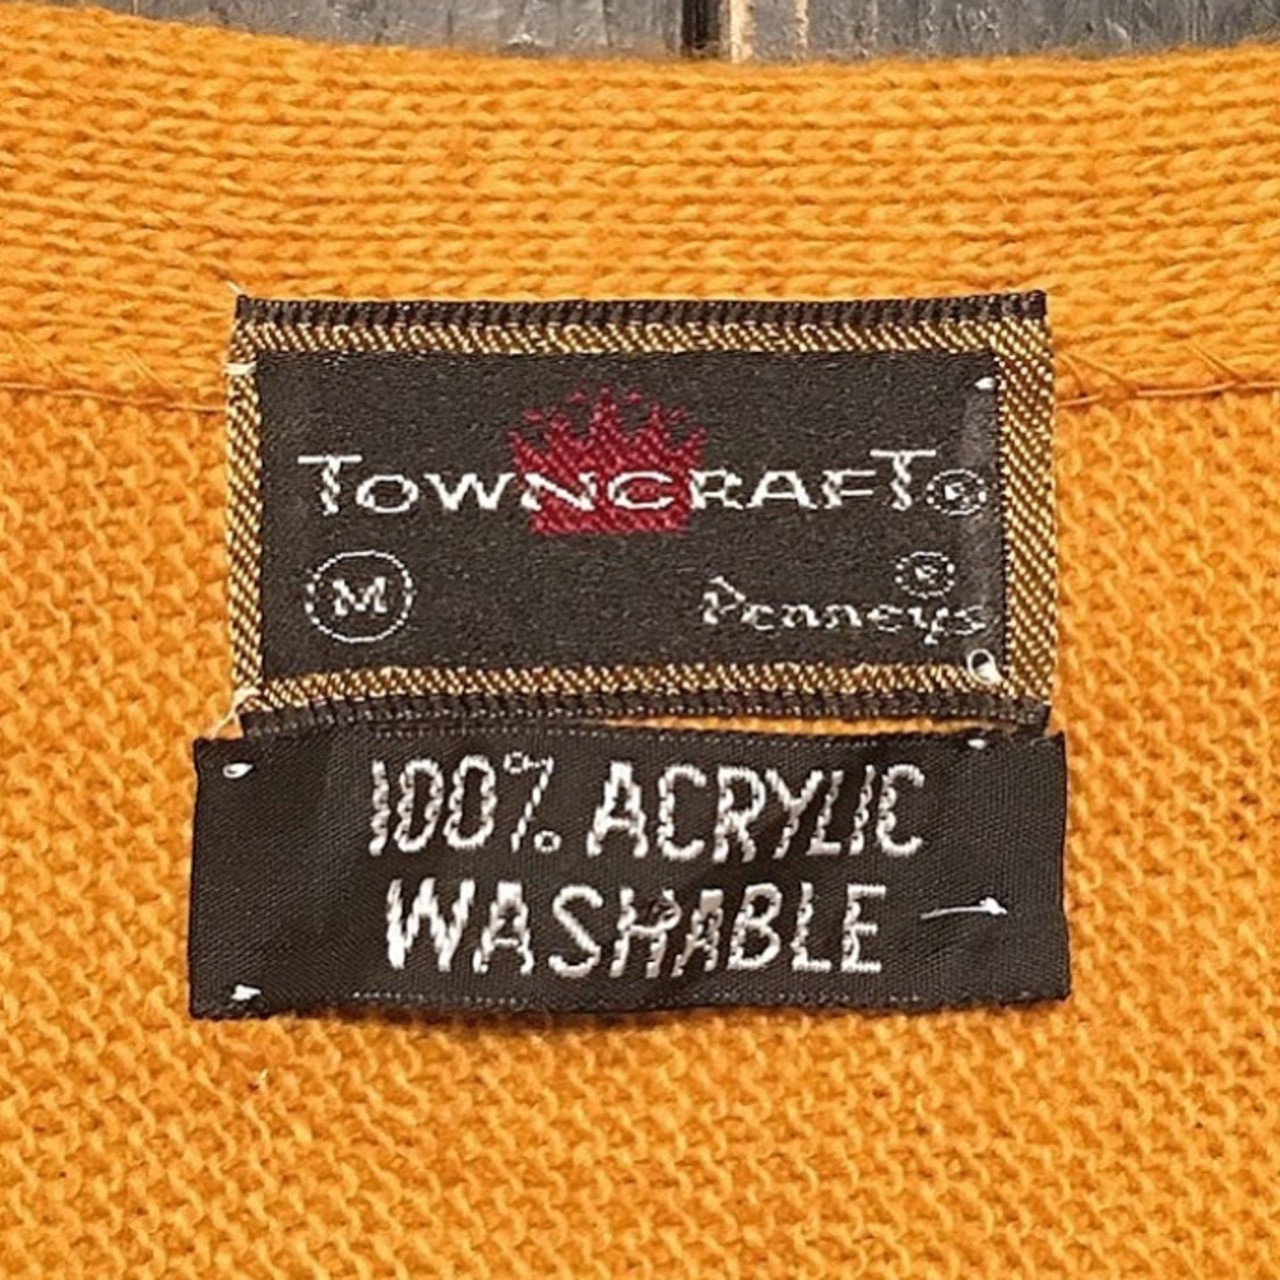 TOWNCRAFT®
M ®
Penneys
100% ACRYLIC
WASHABLE